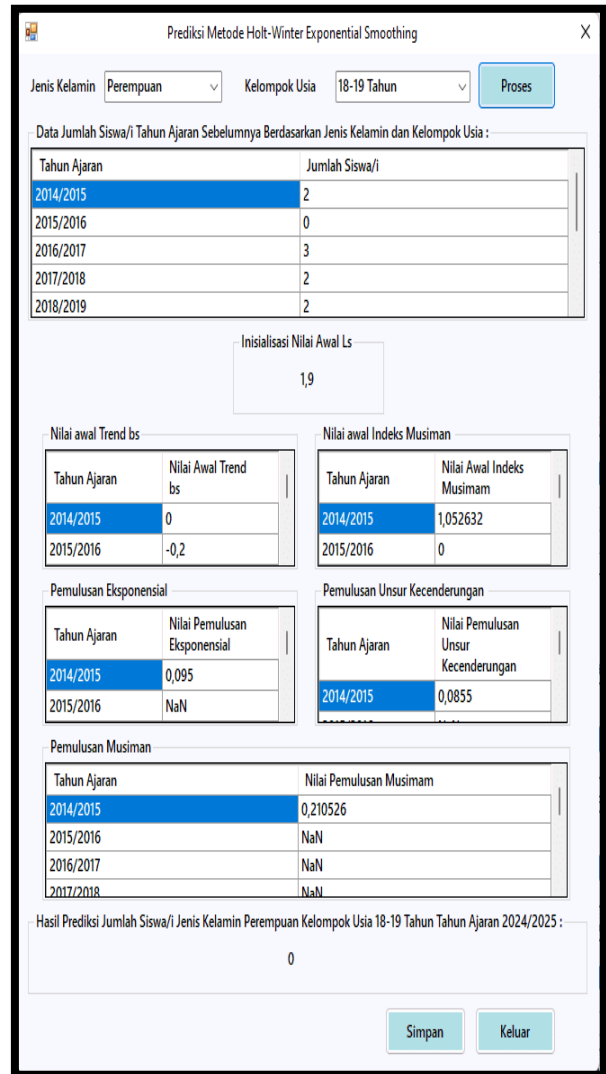 Prediksi Metode Holt-Winter Exponential Smoothing
Jenis Kelamin Perempuan Kelompok Usia 18-19 Tahun Proses
Data Jumlah Siswa/i Tahun Ajaran Sebelumnya Berdasarkan Jenis Kelamin dan Kelompok Usia :
Tahun Ajaran Jumlah Siswa/i
2014/2015 2
2015/2016 0
2016/2017 3
2017/2018 2
2018/2019 2
Inisialisasi Nilai Awal Ls
1,9
Nilai awal Trend bs
Tahun Ajaran Nilai Awal Trend bs
2014/2015 0
2015/2016 -0,2
Nilai awal Indeks Musiman
Tahun Ajaran Nilai Awal Indeks Musimam
2014/2015 1,052632
2015/2016 0
Pemulusan Eksponensial
Tahun Ajaran Nilai Pemulusan Eksponensial
2014/2015 0,095
2015/2016 NaN
Pemulusan Unsur Kecenderungan
Tahun Ajaran Nilai Pemulusan Unsur Kecenderungan
2014/2015 0,0855
Pemulusan Musiman
Tahun Ajaran Nilai Pemulusan Musimam
2014/2015 0,210526
2015/2016 NaN
2016/2017 NaN
2017/2018 NaN
Hasil Prediksi Jumlah Siswa/i Jenis Kelamin Perempuan Kelompok Usia 18-19 Tahun Tahun Ajaran 2024/2025 :
0
Simpan Keluar